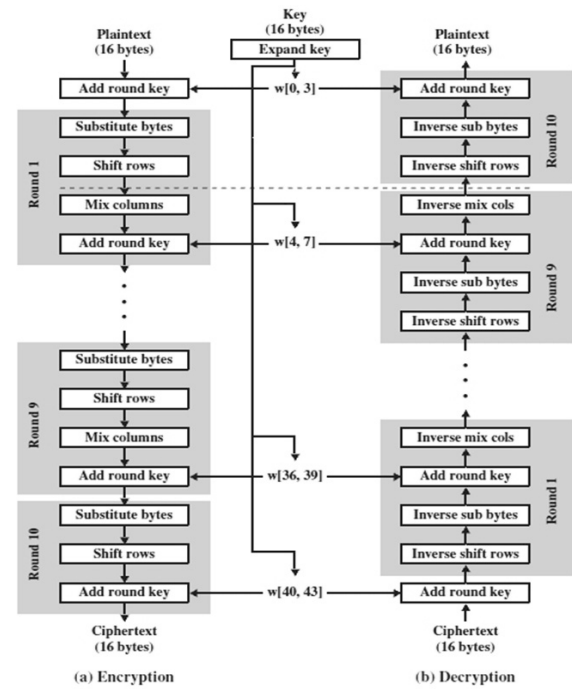 Key
(16 bytes)
Expand key
Plaintext
(16 bytes)
Add round key
Round 1
Substitute bytes
Shift rows
Mix columns
Add round key
Round 9
Substitute bytes
Shift rows
Mix columns
Add round key
Round 10
Substitute bytes
Shift rows
Add round key
Ciphertext
(16 bytes)
(a) Encryption
w[0, 3]
w[4, 7]
w[36, 39]
w[40, 43]
Plaintext
(16 bytes)
Add round key
Inverse sub bytes
Inverse shift rows
Round 10
Inverse mix cols
Add round key
Inverse sub bytes
Inverse shift rows
Round 9
Inverse mix cols
Add round key
Inverse sub bytes
Inverse shift rows
Round 1
Add round key
Ciphertext
(16 bytes)
(b) Decryption